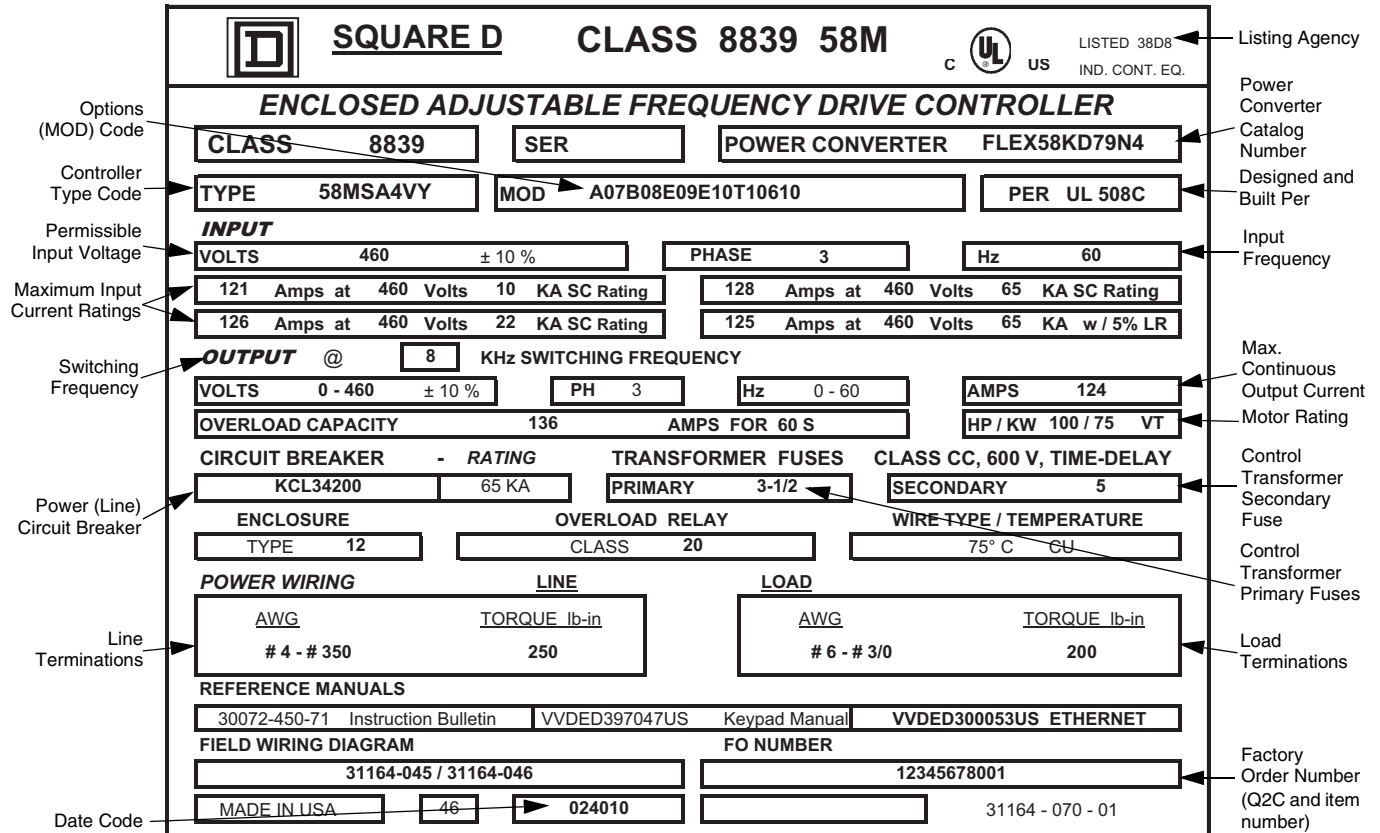 SQUARE D CLASS 8839 58M
C UL ® US
LISTED 38D8
IND. CONT. EQ.
Listing Agency
ENCLOSED ADJUSTABLE FREQUENCY DRIVE CONTROLLER
Options
(MOD) Code
Power
Converter
Catalog
Number
CLASS 8839 SER POWER CONVERTER FLEX58KD79N4
Controller
Type Code
TYPE 58MSA4VY MOD A07B08E09E10T10610 PER UL 508C
Designed and
Built Per
Permissible
Input Voltage
INPUT
VOLTS 460 ± 10 % PHASE 3 Hz 60
Input
Frequency
Maximum Input
Current Ratings
121 Amps at 460 Volts 10 KA SC Rating 128 Amps at 460 Volts 65 KA SC Rating
126 Amps at 460 Volts 22 KA SC Rating 125 Amps at 460 Volts 65 KA w / 5% LR
Switching
Frequency
OUTPUT @ 8 KHz SWITCHING FREQUENCY
VOLTS 0 - 460 ± 10 % PH 3 Hz 0 - 60 AMPS 124
Max.
Continuous
Output Current
OVERLOAD CAPACITY 136 AMPS FOR 60 S HP / KW 100 / 75 VT
Motor Rating
CIRCUIT BREAKER - RATING TRANSFORMER FUSES CLASS CC, 600 V, TIME-DELAY
KCL34200 65 KA PRIMARY 3-1/2 SECONDARY 5
Power (Line)
Circuit Breaker
Control
Transformer
Secondary
Fuse
ENCLOSURE OVERLOAD RELAY WIRE TYPE / TEMPERATURE
TYPE 12 CLASS 20 75° C CU
Control
Transformer
Primary Fuses
POWER WIRING LINE LOAD
AWG TORQUE lb-in AWG TORQUE lb-in
# 4 - # 350 250 # 6 - # 3/0 200
Line
Terminations
Load
Terminations
REFERENCE MANUALS
30072-450-71 Instruction Bulletin VVDED397047US Keypad Manual VVDED300053US ETHERNET
FIELD WIRING DIAGRAM FO NUMBER
31164-045 / 31164-046 12345678001
Factory
Order Number
(Q2C and item
number)
MADE IN USA 46 024010 31164 - 070 - 01
Date Code